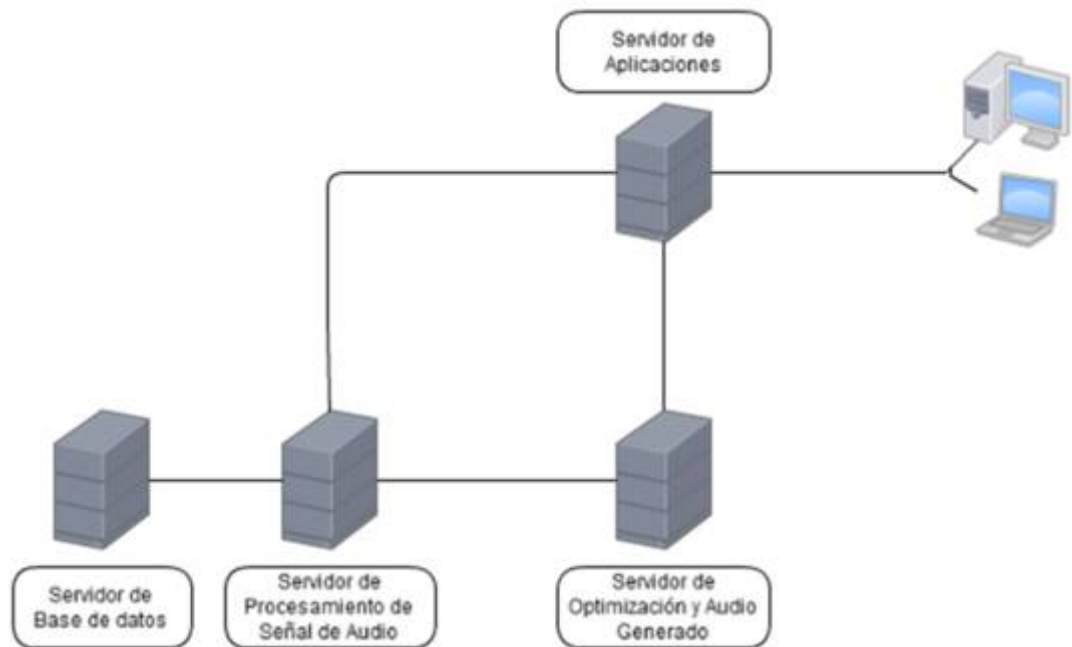 Servidor de
Aplicaciones
Servidor de
Base de datos
Servidor de
Procesamiento de
Señal de Audio
Servidor de
Optimización y Audio
Generado